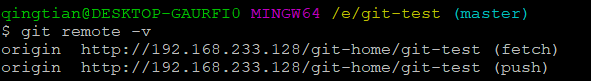 qingtian@DESKTOP-GAURFI0 MINGW64 /e/git-test (master)
$ git remote -v
origin  http://192.168.233.128/git-home/git-test (fetch)
origin  http://192.168.233.128/git-home/git-test (push)